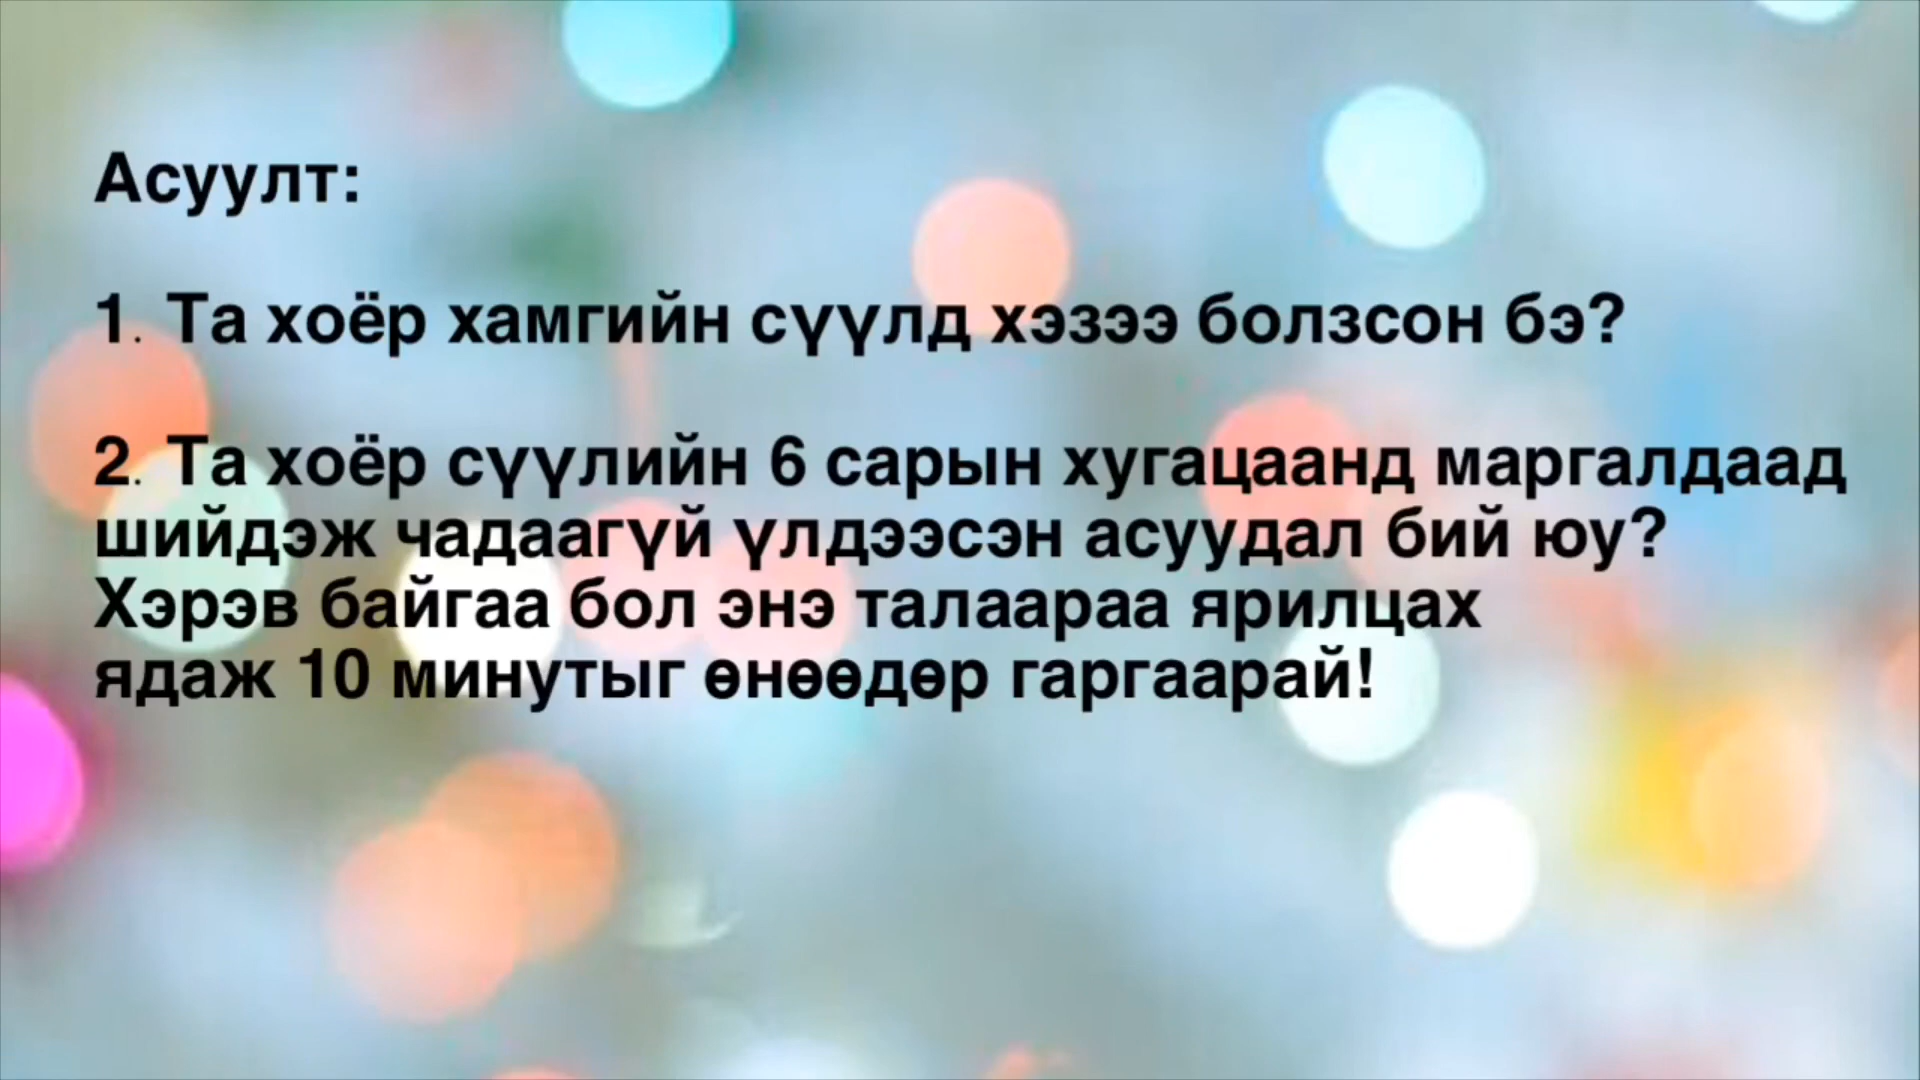 Асуулт:
1. Та хоёр хамгийн сүүлд хэзээ болзсон бэ?
2. Та хоёр сүүлийн 6 сарын хугацаанд маргалдаад
шийдэж чадаагүй үлдээсэн асуудал бий юу?
Хэрэв байгаа бол энэ талаараа ярилцах
ядаж 10 минутыг өнөөдөр гаргаарай!